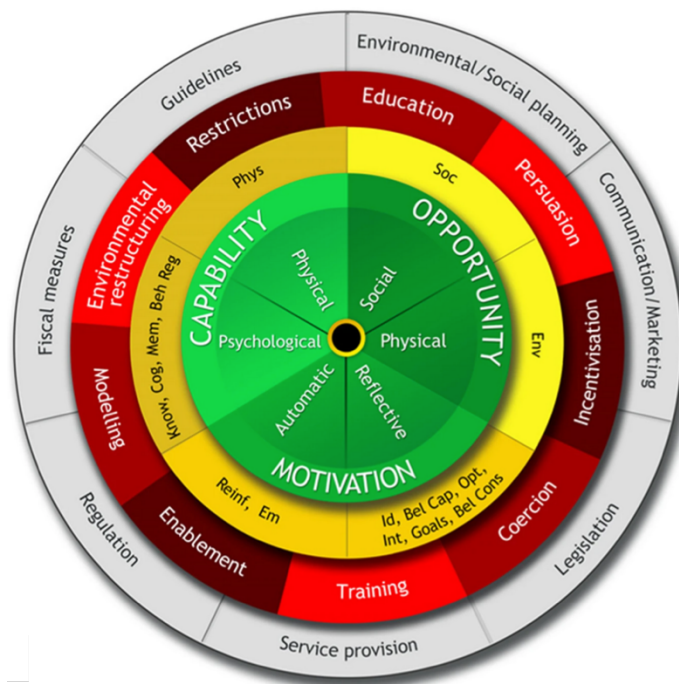 Guidelines
Environmental/Social planning
Communication/Marketing
Legislation
Service provision
Regulation
Fiscal measures
Restrictions
Education
Persuasion
Incentivisation
Coercion
Training
Enablement
Modelling
Environmental
restructuring
Phys
Soc
Env
Id, Bel Cap, Opt,
Int, Goals, Bel Cons
Reinf, Em
Know, Cog, Mem, Beh Reg
CAPABILITY
OPPORTUNITY
MOTIVATION
Physical
Social
Physical
Reflective
Automatic
Psychological